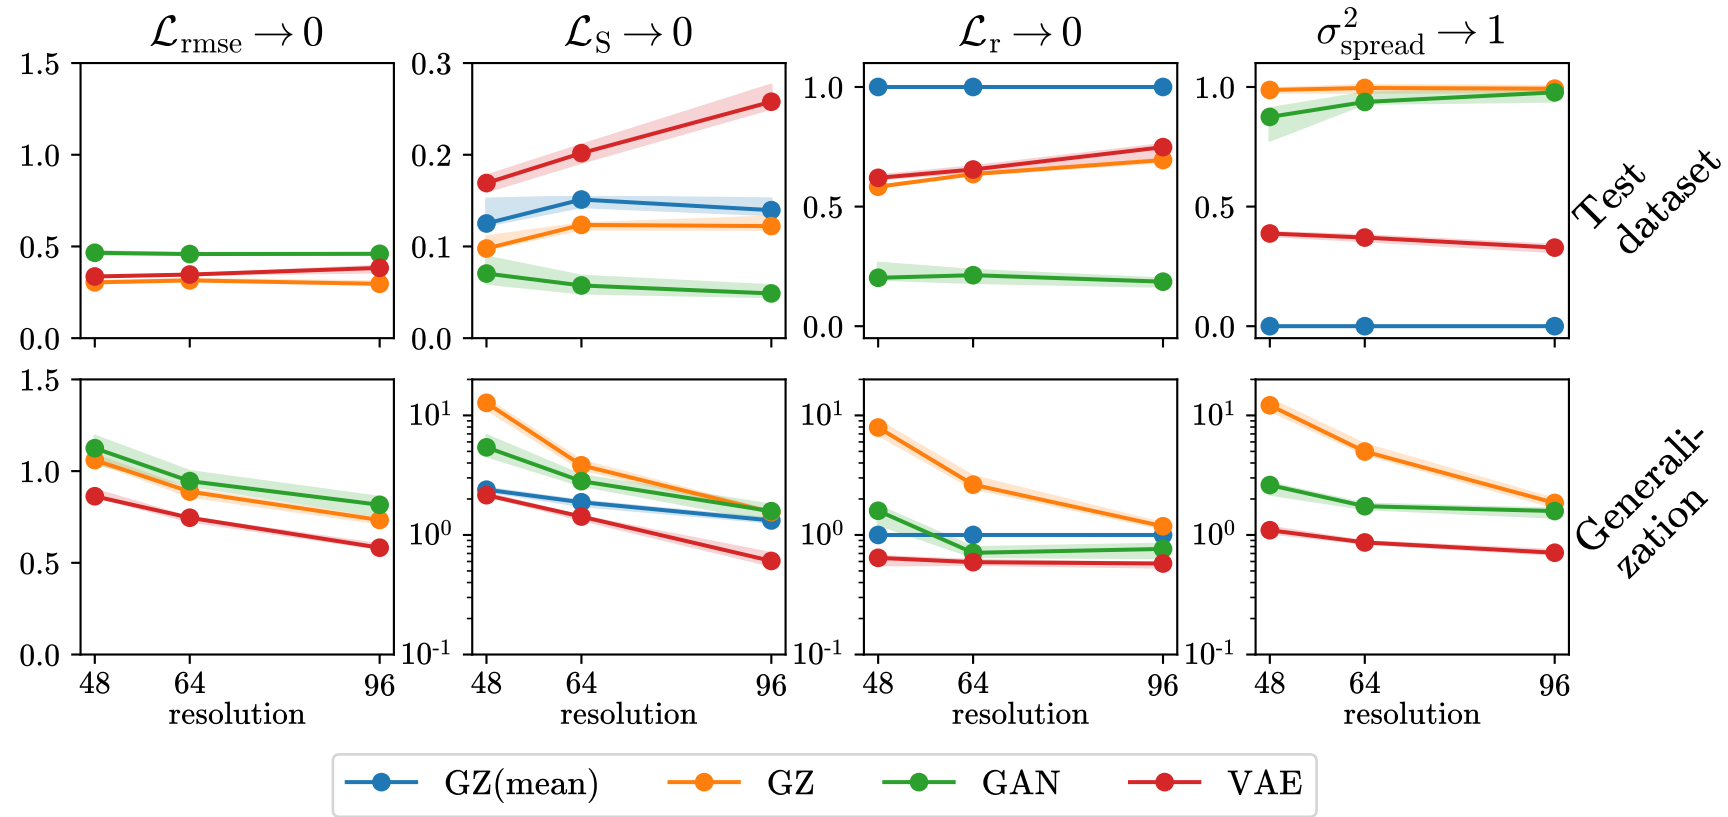 ℒrmse → 0 ℒS → 0 ℒr → 0 σ²spread → 1
1.5 0.3 1.0 1.0
1.0 0.2 0.5 0.5
0.5 0.1 0.0 0.0
0.0 0.0
Test
dataset
1.5 10¹ 10¹ 10¹
1.0 10⁰ 10⁰ 10⁰
0.5
0.0 10⁻¹ 10⁻¹ 10⁻¹
Generali-
zation
48 64 96 48 64 96 48 64 96 48 64 96
resolution resolution resolution resolution
GZ(mean) GZ GAN VAE